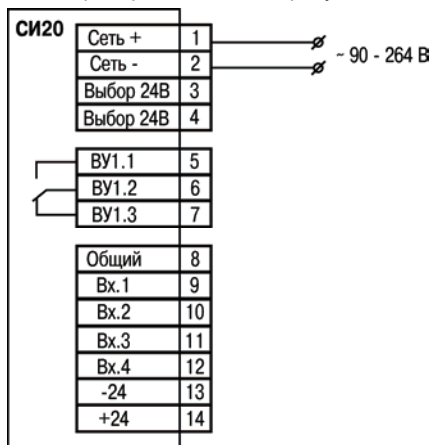 СИ20
Сеть + 1
Сеть - 2
~ 90 - 264 В
Выбор 24В 3
Выбор 24В 4
ВУ1.1 5
ВУ1.2 6
ВУ1.3 7
Общий 8
Вх.1 9
Вх.2 10
Вх.3 11
Вх.4 12
-24 13
+24 14